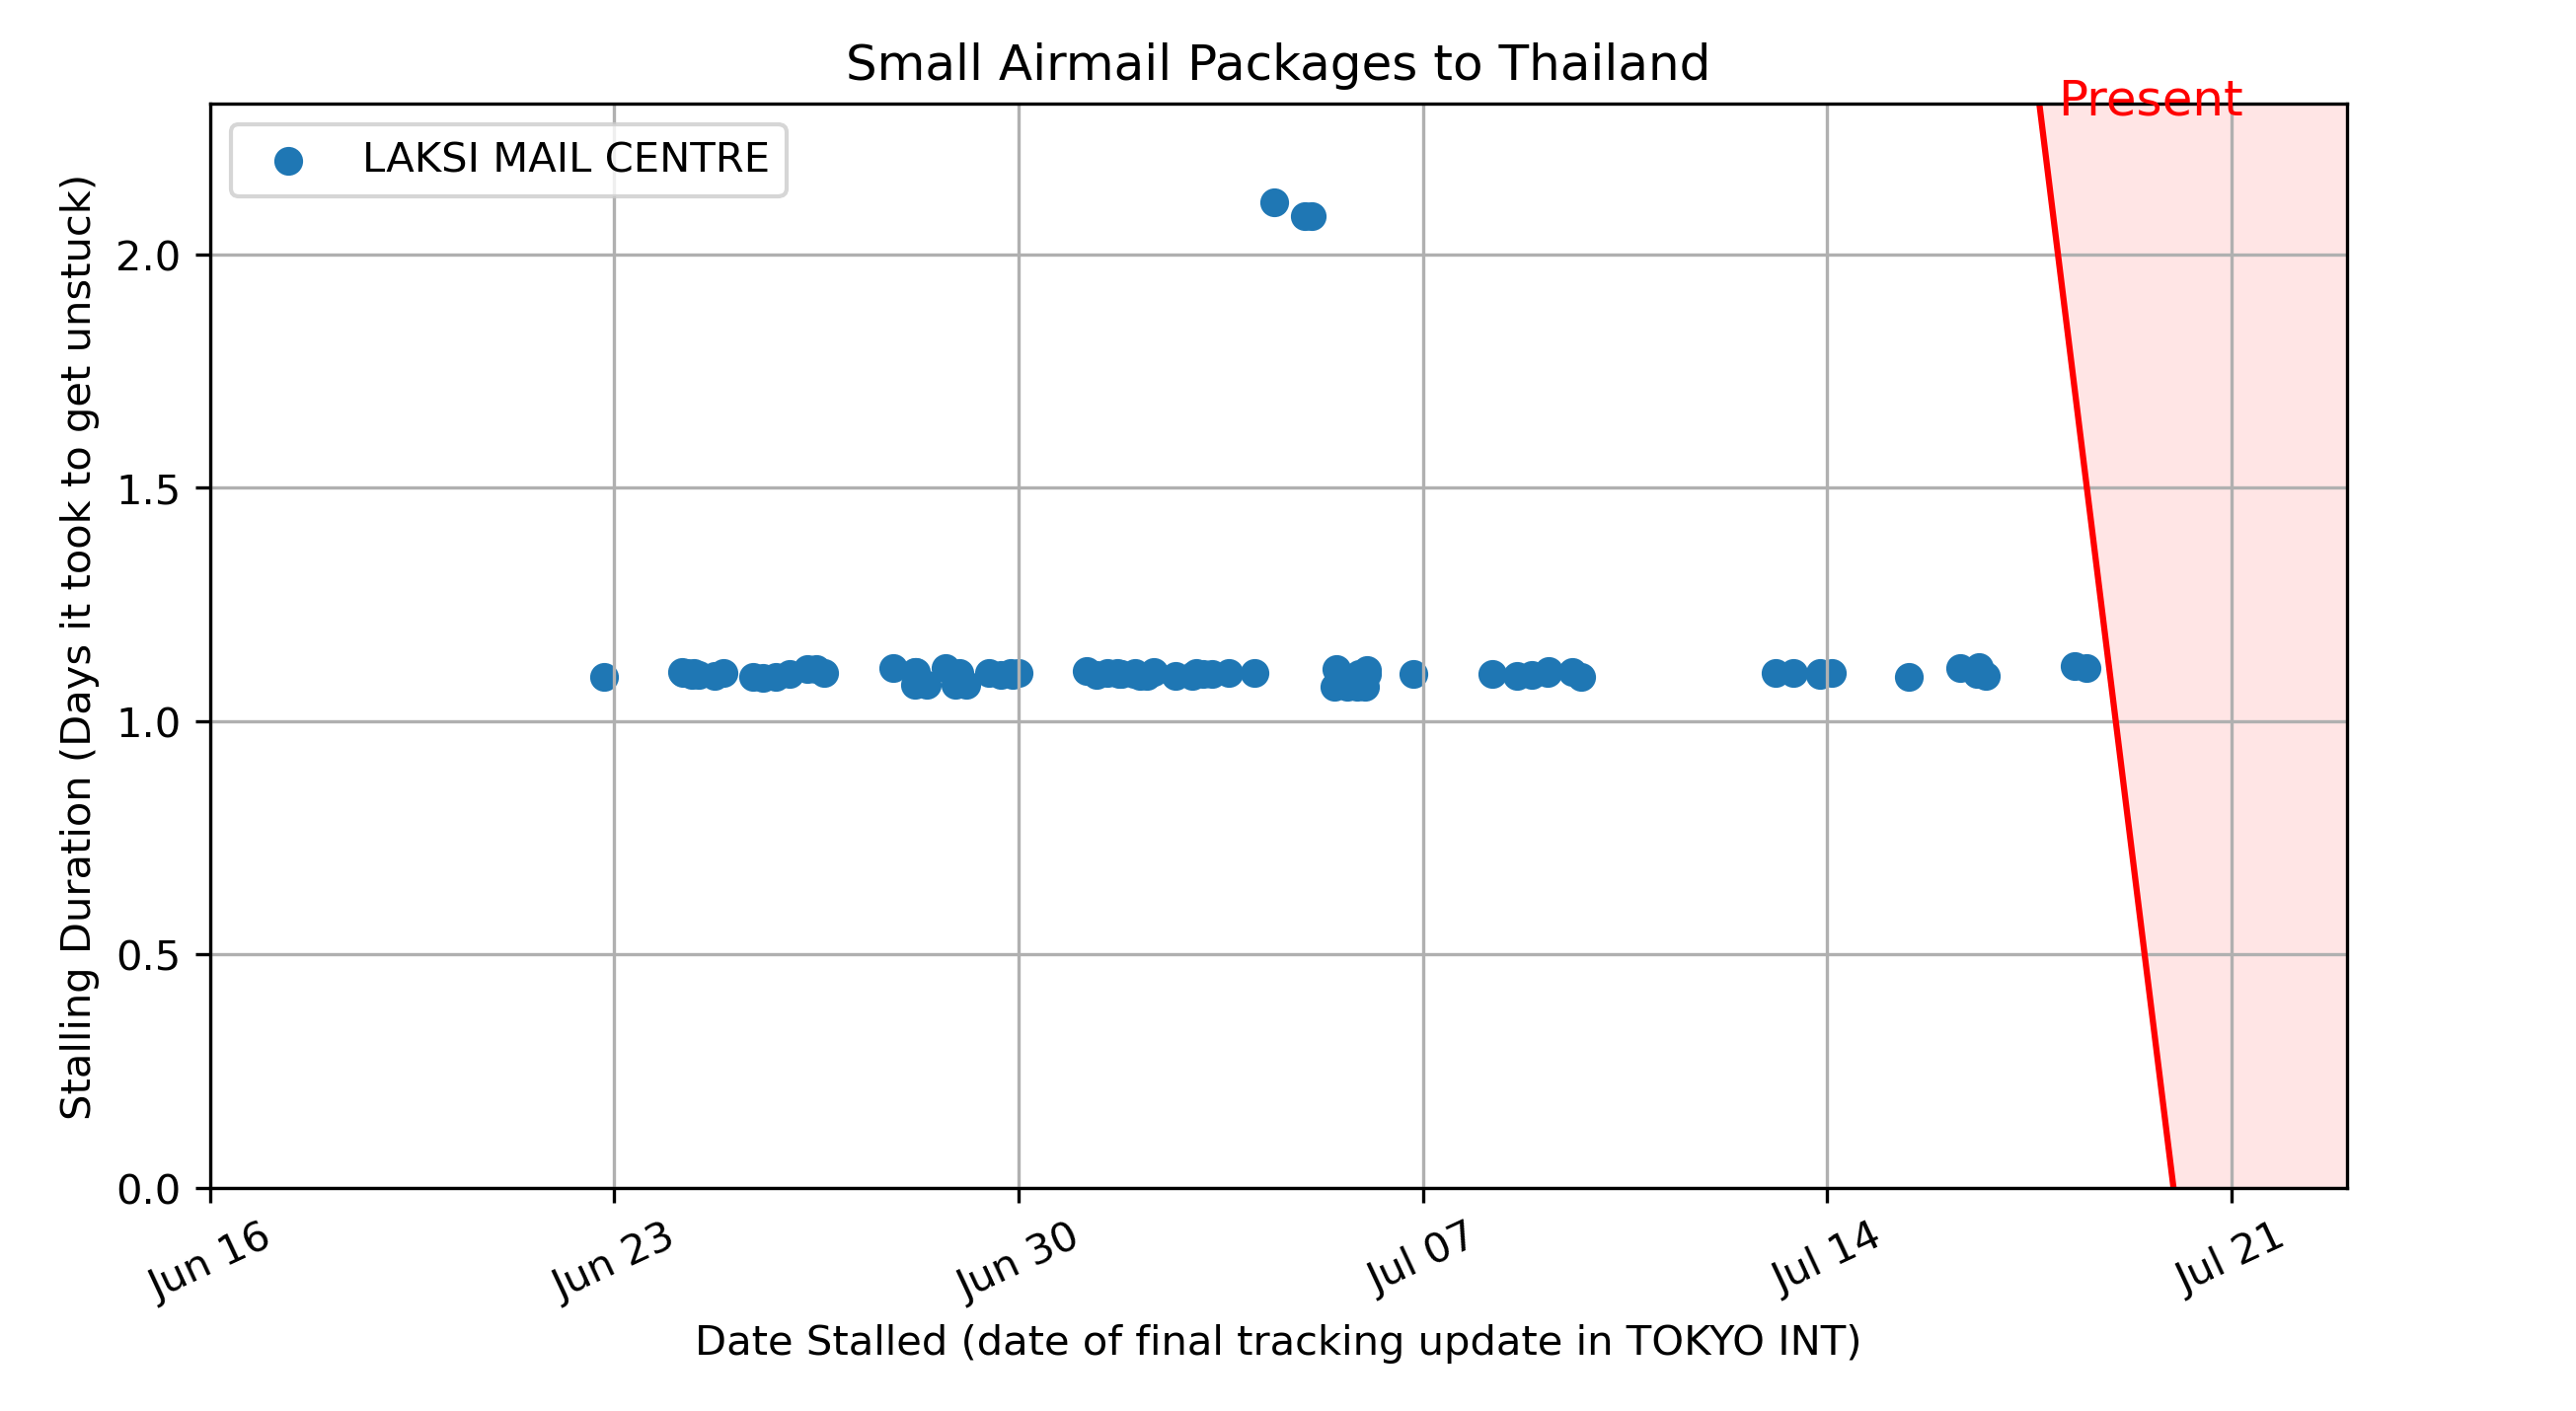 Small Airmail Packages to Thailand
Present
LAKSI MAIL CENTRE
Stalling Duration (Days it took to get unstuck)
2.0
1.5
1.0
0.5
0.0
Jun 16
Jun 23
Jun 30
Jul 07
Jul 14
Jul 21
Date Stalled (date of final tracking update in TOKYO INT)